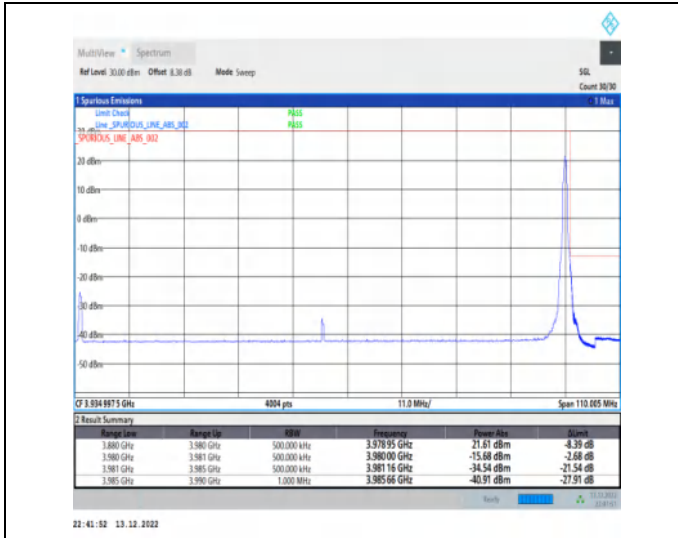 MultiView Spectrum
Ref Level 30.00 dBm Offset 8.38 dB Mode Sweep SGL
Count 30/30
1 Spurious Emissions 1 Max
Limit Check PASS
Line _SPURIOUS_LINE_ABS_002 PASS
30 dBm
SPURIOUS_LINE_ABS_002
20 dBm
10 dBm
0 dBm
-10 dBm
-20 dBm
-30 dBm
-40 dBm
-50 dBm
CF 3.934 997 5 GHz 4004 pts 11.0 MHz/ Span 110.005 MHz
2 Result Summary
Range Low Range Up RBW Frequency Power Abs ΔLimit
3.880 GHz 3.980 GHz 500.000 kHz 3.978 95 GHz 21.61 dBm -8.39 dB
3.980 GHz 3.981 GHz 500.000 kHz 3.980 00 GHz -15.68 dBm -2.68 dB
3.981 GHz 3.985 GHz 500.000 kHz 3.981 16 GHz -34.54 dBm -21.54 dB
3.985 GHz 3.990 GHz 1.000 MHz 3.985 66 GHz -40.91 dBm -27.91 dB
Ready 13.12.2022
22:41:52 13.12.2022